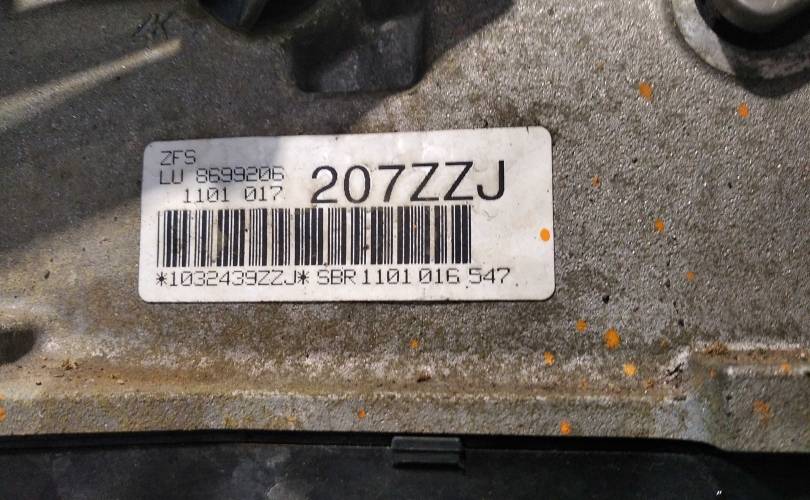 ZFS
LU 8699206
1101 017
207ZZJ
*1032439ZZJ* SBR 1101 016 547